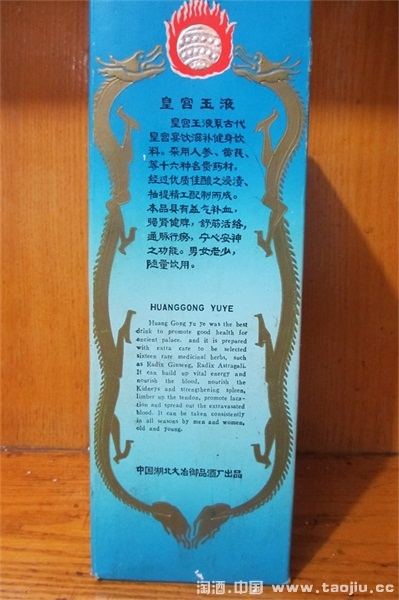 皇宫玉液
皇宫玉液系古代
皇宫宴饮滋补健身饮
料。采用人参、黄芪、
等十六种名贵药材，
经过优质佳酿之浸渍、
抽提精工配制而成。
本品具有益气补血，
强肾健脾，舒筋活络，
通脉行瘀，宁心安神
之功能。男女老少，
随量饮用。
HUANGGONG YUYE
Huang Gong yu ye was the best
drink to promote good health for
ancient palace. and it is prepared
with extra care to be selected
sixteen rate medicinal herbs, such
as Radix Ginseng, Radix Astragali.
It can build up vital energy and
nourish the blood, nourish the
Kidneys and strengthening spleen,
limber up the tendon, promote loca-
tion and spread out the extravasated
blood. It can be taken consistently
in all seasons by men and women,
old and young.
中国湖北大冶御品酒厂出品
淘酒.中国 www.taojiu.cc